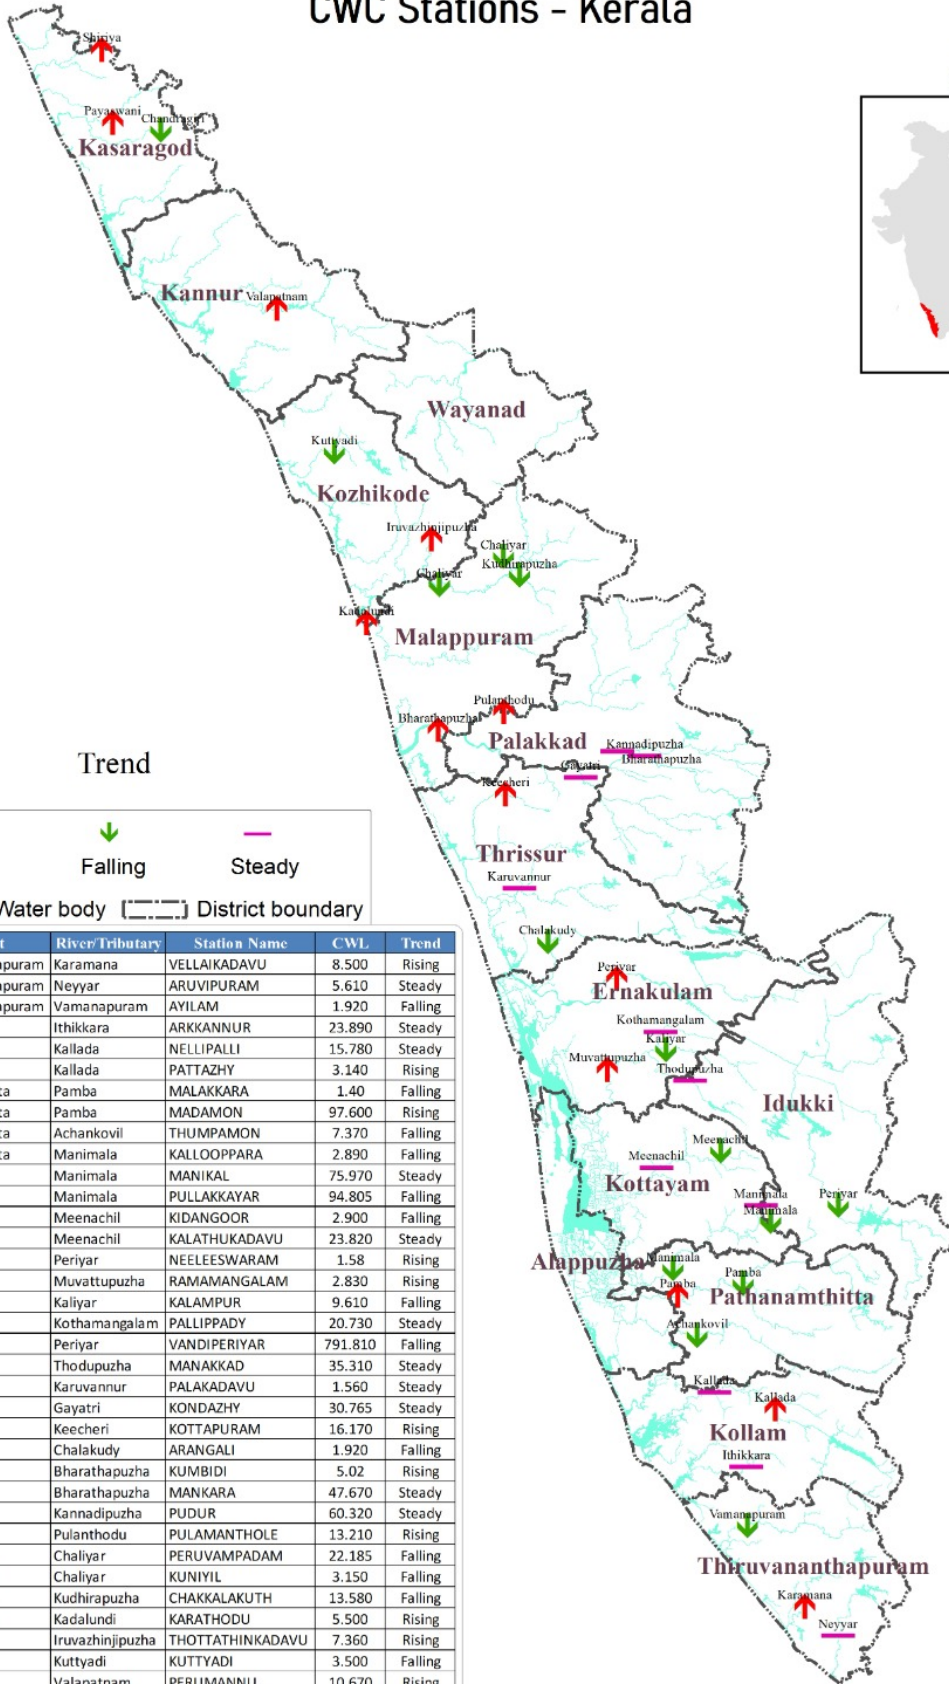 CWC Stations - Kerala
Shiriya
Payaswani
Chandragiri
Kasaragod
Kannur
Valapatnam
Wayanad
Kuttyadi
Kozhikode
Iruvazhinjipuzha
Chaliyar
Kudhirapuzha
Chaliyar
Kadalundi
Malappuram
Pulanthodu
Bharathapuzha
Palakkad
Kannadipuzha
Bharathapuzha
Gayatri
Keecheri
Thrissur
Karuvannur
Chalakudy
Periyar
Ernakulam
Kothamangalam
Kaliyar
Muvattupuzha
Thodupuzha
Idukki
Meenachil
Meenachil
Kottayam
Manimala
Periyar
Manimala
Alappuzha
Manimala
Pamba
Pamba
Pathanamthitta
Achankovil
Kallada
Kallada
Kollam
Ithikkara
Vamanapuram
Thiruvananthapuram
Karamana
Neyyar
Trend
Falling Steady
Water body District boundary
t River/Tributary Station Name CWL Trend
apuram Karamana VELLAIKADAVU 8.500 Rising
apuram Neyyar ARUVIPURAM 5.610 Steady
apuram Vamanapuram AYILAM 1.920 Falling
Ithikkara ARKKANNUR 23.890 Steady
Kallada NELLIPALLI 15.780 Steady
Kallada PATTAZHY 3.140 Rising
ta Pamba MALAKKARA 1.40 Falling
ta Pamba MADAMON 97.600 Rising
ta Achankovil THUMPAMON 7.370 Falling
ta Manimala KALLOOPPARA 2.890 Falling
Manimala MANIKAL 75.970 Steady
Manimala PULLAKKAYAR 94.805 Falling
Meenachil KIDANGOOR 2.900 Falling
Meenachil KALATHUKADAVU 23.820 Steady
Periyar NEELEESWARAM 1.58 Rising
Muvattupuzha RAMAMANGALAM 2.830 Rising
Kaliyar KALAMPUR 9.610 Falling
Kothamangalam PALLIPPADY 20.730 Steady
Periyar VANDIPERIYAR 791.810 Falling
Thodupuzha MANAKKAD 35.310 Steady
Karuvannur PALAKADAVU 1.560 Steady
Gayatri KONDAZHY 30.765 Steady
Keecheri KOTTAPURAM 16.170 Rising
Chalakudy ARANGALI 1.920 Falling
Bharathapuzha KUMBIDI 5.02 Rising
Bharathapuzha MANKARA 47.670 Steady
Kannadipuzha PUDUR 60.320 Steady
Pulanthodu PULAMANTHOLE 13.210 Rising
Chaliyar PERUVAMPADAM 22.185 Falling
Chaliyar KUNIYIL 3.150 Falling
Kudhirapuzha CHAKKALAKUTH 13.580 Falling
Kadalundi KARATHODU 5.500 Rising
Iruvazhinjipuzha THOTTATHINKADAVU 7.360 Rising
Kuttyadi KUTTYADI 3.500 Falling
Valapatnam PERUMANNU 10.670 Rising